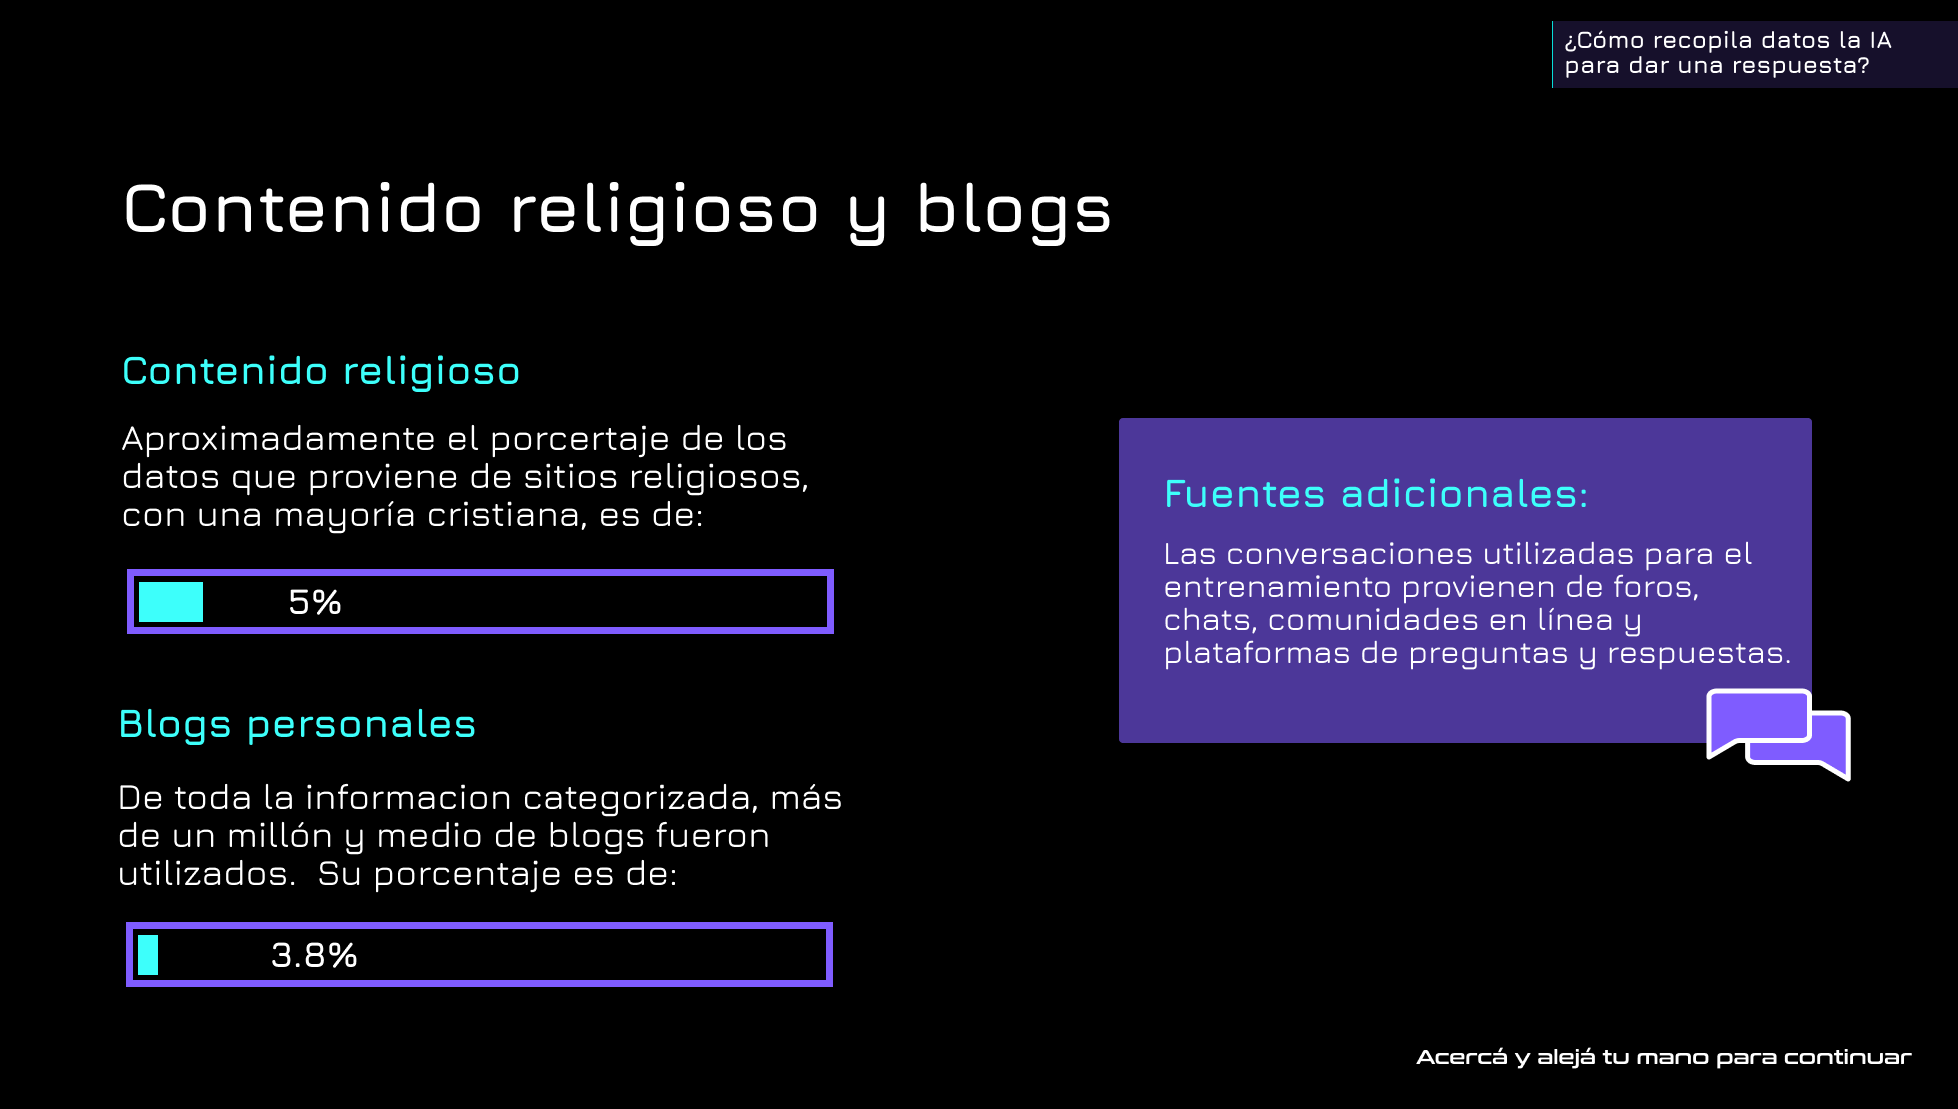 ¿Cómo recopila datos la IA
para dar una respuesta?
Contenido religioso y blogs
Contenido religioso
Aproximadamente el porcertaje de los
datos que proviene de sitios religiosos,
con una mayoría cristiana, es de:
5%
Blogs personales
De toda la informacion categorizada, más
de un millón y medio de blogs fueron
utilizados. Su porcentaje es de:
3.8%
Fuentes adicionales:
Las conversaciones utilizadas para el
entrenamiento provienen de foros,
chats, comunidades en línea y
plataformas de preguntas y respuestas.
Acercá y alejá tu mano para continuar